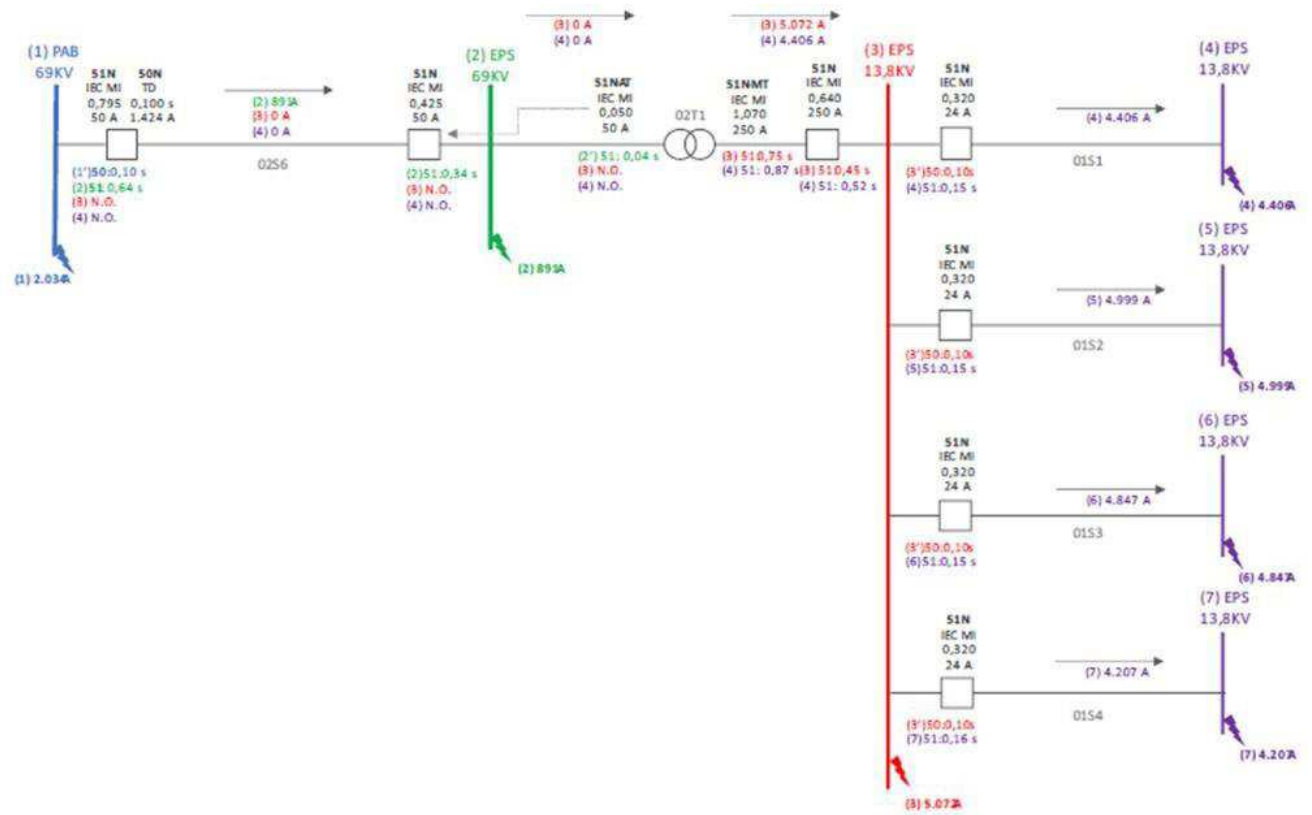 (3) 0 A
(4) 0 A
(3) 5.072 A
(4) 4.406 A
(1) PAB
69KV
51N
IEC MI
0,795
50 A
50N
TD
0,100 s
1.424 A
(2) 891A
(3) 0 A
(4) 0 A
02S6
(1')50:0,10 s
(2)51:0,64 s
(3) N.O.
(4) N.O.
(1) 2.034A
51N
IEC MI
0,425
50 A
(2)51:0,34 s
(3) N.O.
(4) N.O.
(2) EPS
69KV
(2) 891A
51NAT
IEC MI
0,050
50 A
(2') 51: 0,04 s
(3) N.O.
(4) N.O.
02T1
51NMT
IEC MI
1,070
250 A
(3) 510,75 s
(4) 51: 0,87 s
51N
IEC MI
0,640
250 A
(3) 510,45 s
(4) 51: 0,52 s
(3) EPS
13,8KV
(3) 5.072A
51N
IEC MI
0,320
24 A
(3')50:0,10s
(4)51:0,15 s
(4) 4.406 A
01S1
(4) EPS
13,8KV
(4) 4.406A
51N
IEC MI
0,320
24 A
(3')50:0,10s
(5)51:0,15 s
(5) 4.999 A
01S2
(5) EPS
13,8KV
(5) 4.999A
51N
IEC MI
0,320
24 A
(3')50:0,10s
(6)51:0,15 s
(6) 4.847 A
01S3
(6) EPS
13,8KV
(6) 4.847A
51N
IEC MI
0,320
24 A
(3')50:0,10s
(7)51:0,16 s
(7) 4.207 A
01S4
(7) EPS
13,8KV
(7) 4.207A